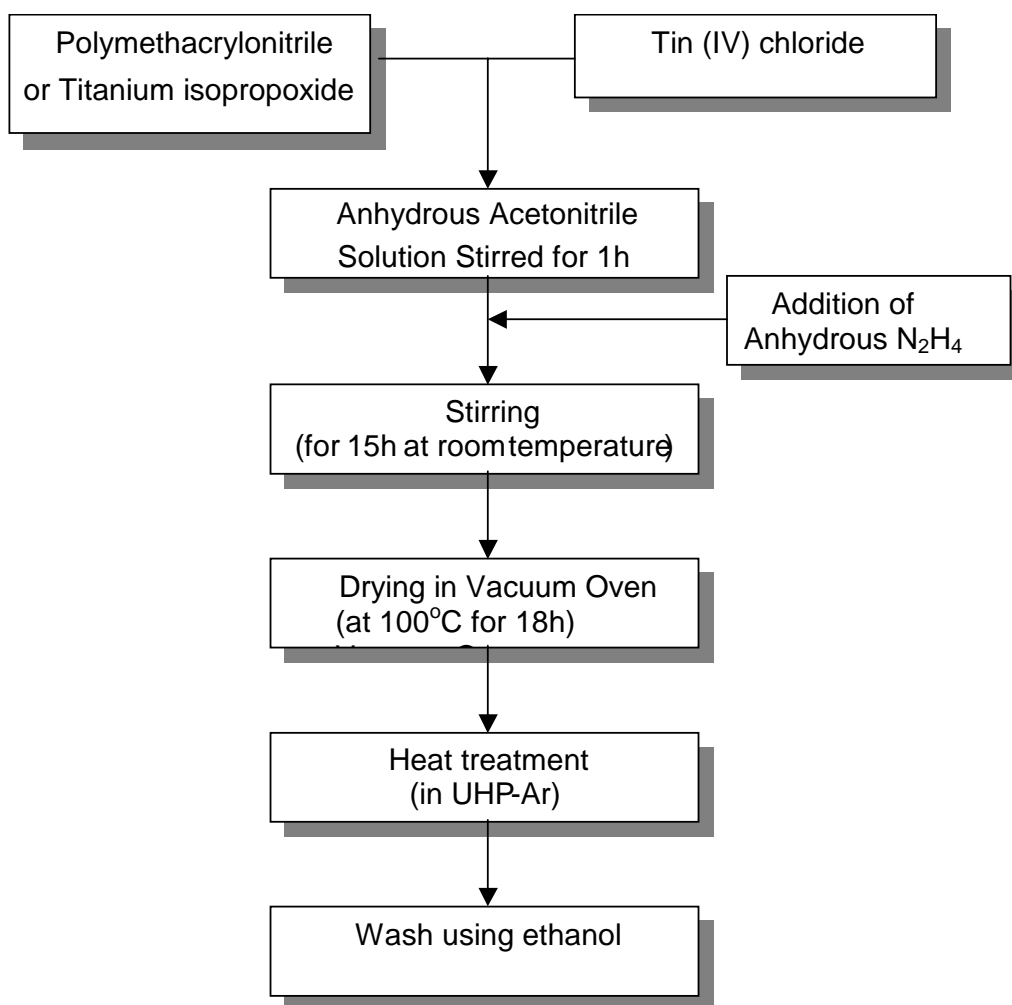 Polymethacrylonitrile
or Titanium isopropoxide
Tin (IV) chloride
Anhydrous Acetonitrile
Solution Stirred for 1h
Addition of
Anhydrous N₂H₄
Stirring
(for 15h at room temperature)
Drying in Vacuum Oven
(at 100°C for 18h)
Heat treatment
(in UHP-Ar)
Wash using ethanol